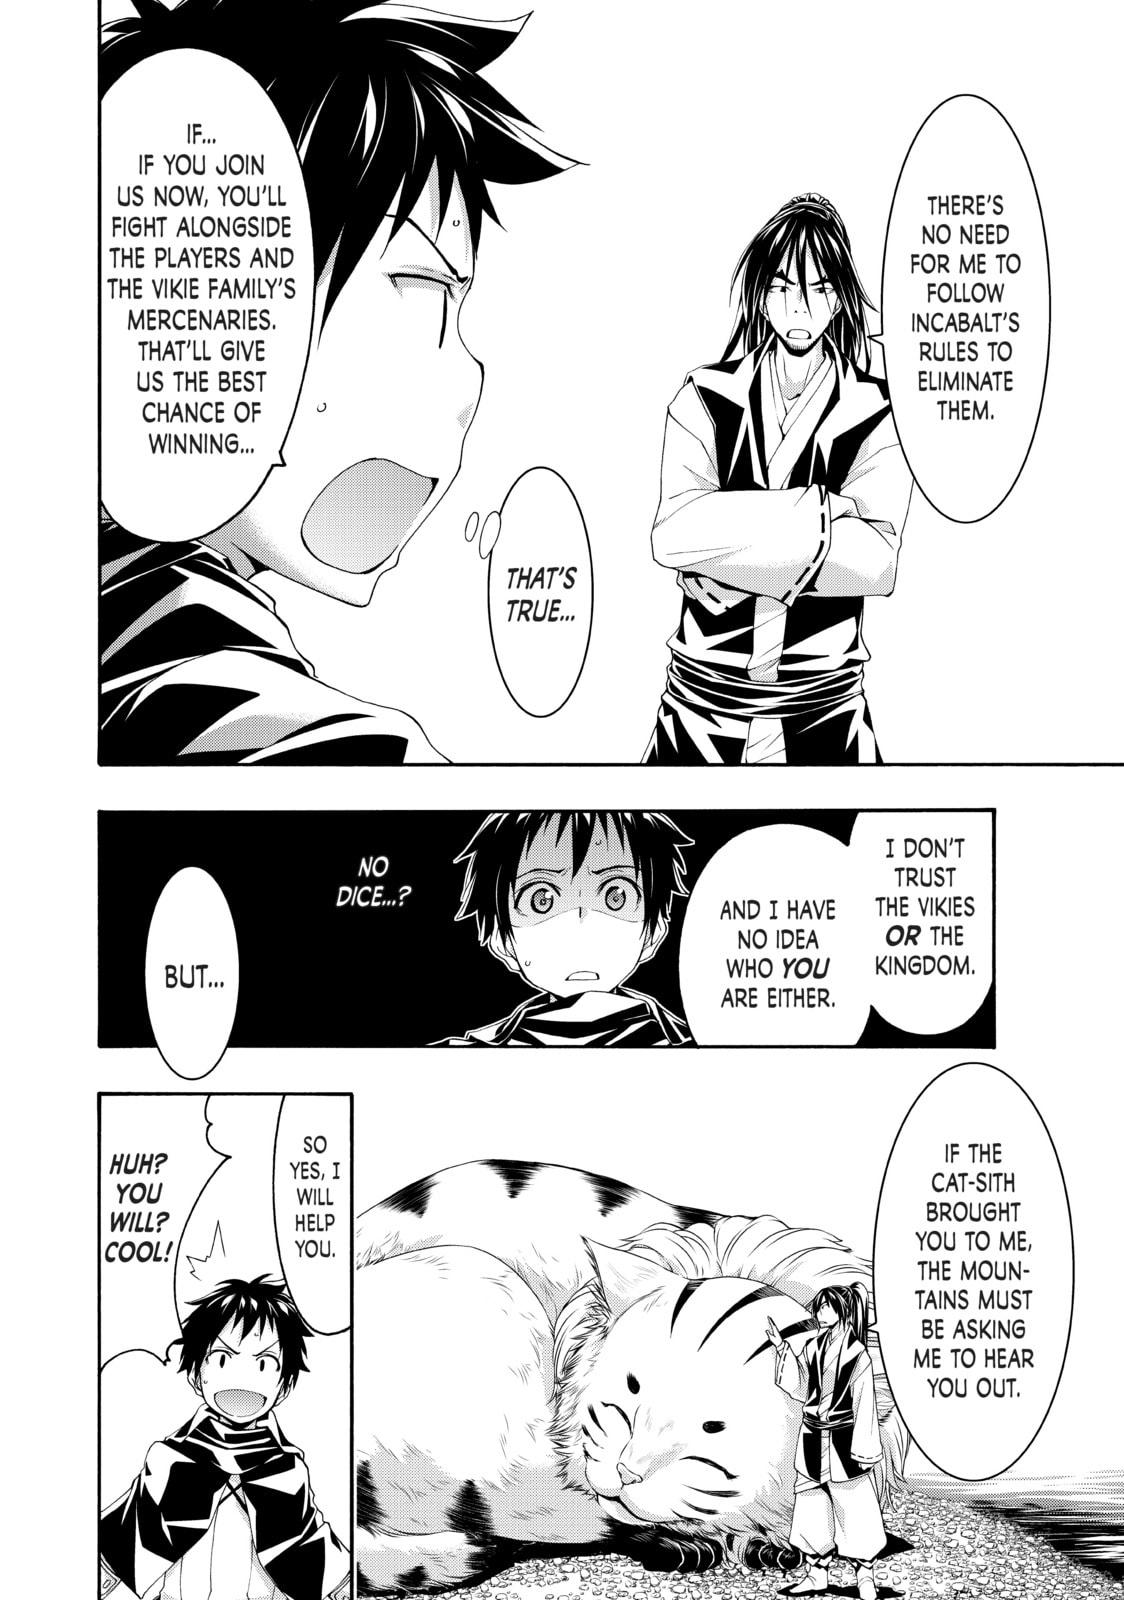 THERE'S
NO NEED
FOR ME TO
FOLLOW
INCABALT'S
RULES TO
ELIMINATE
THEM.
IF...
IF YOU JOIN
US NOW, YOU'LL
FIGHT ALONGSIDE
THE PLAYERS AND
THE VIKIE FAMILY'S
MERCENARIES.
THAT'LL GIVE
US THE BEST
CHANCE OF
WINNING...
THAT'S
TRUE...
I DON'T
TRUST
THE VIKIES
OR THE
KINGDOM.
AND I HAVE
NO IDEA
WHO YOU
ARE EITHER.
NO
DICE...?
BUT...
IF THE
CAT-SITH
BROUGHT
YOU TO ME,
THE MOUN-
TAINS MUST
BE ASKING
ME TO HEAR
YOU OUT.
SO
YES, I
WILL
HELP
YOU.
HUH?
YOU
WILL?
COOL!